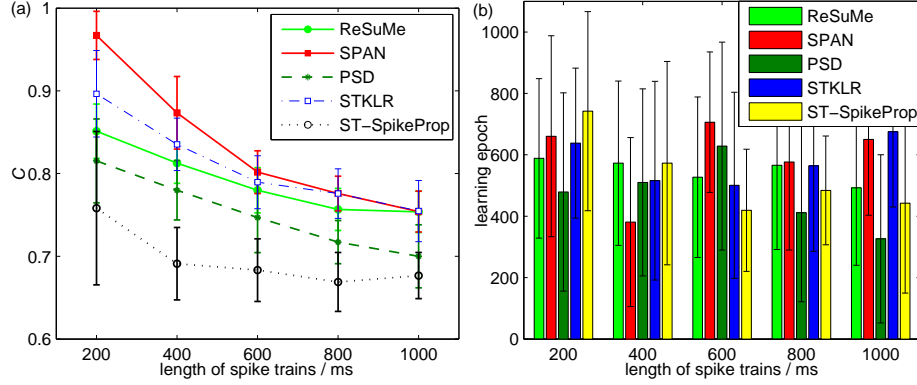 (a)
1
0.9
0.8
0.7
0.6
C
200
400
600
800
1000
length of spike trains / ms
ReSuMe
SPAN
PSD
STKLR
ST−SpikeProp
(b)
1000
800
600
400
200
0
learning epoch
200
400
600
800
1000
length of spike trains / ms
ReSuMe
SPAN
PSD
STKLR
ST−SpikeProp